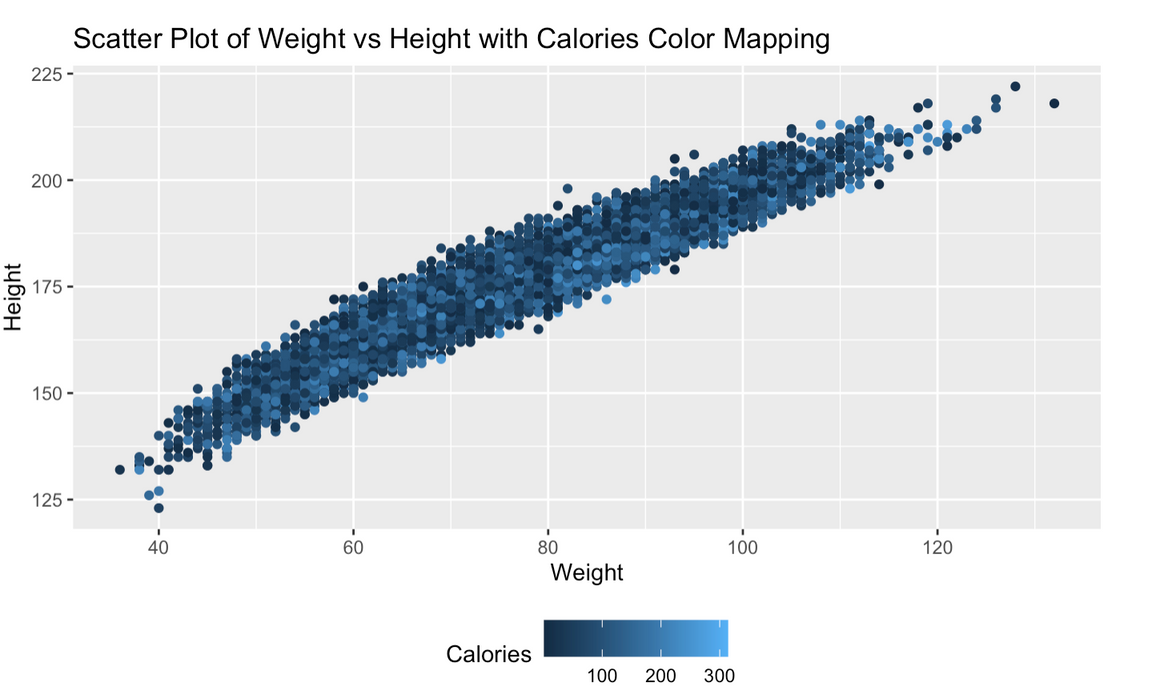 Scatter Plot of Weight vs Height with Calories Color Mapping
225
200
175
150
125
Height
40 60 80 100 120
Weight
Calories
100 200 300